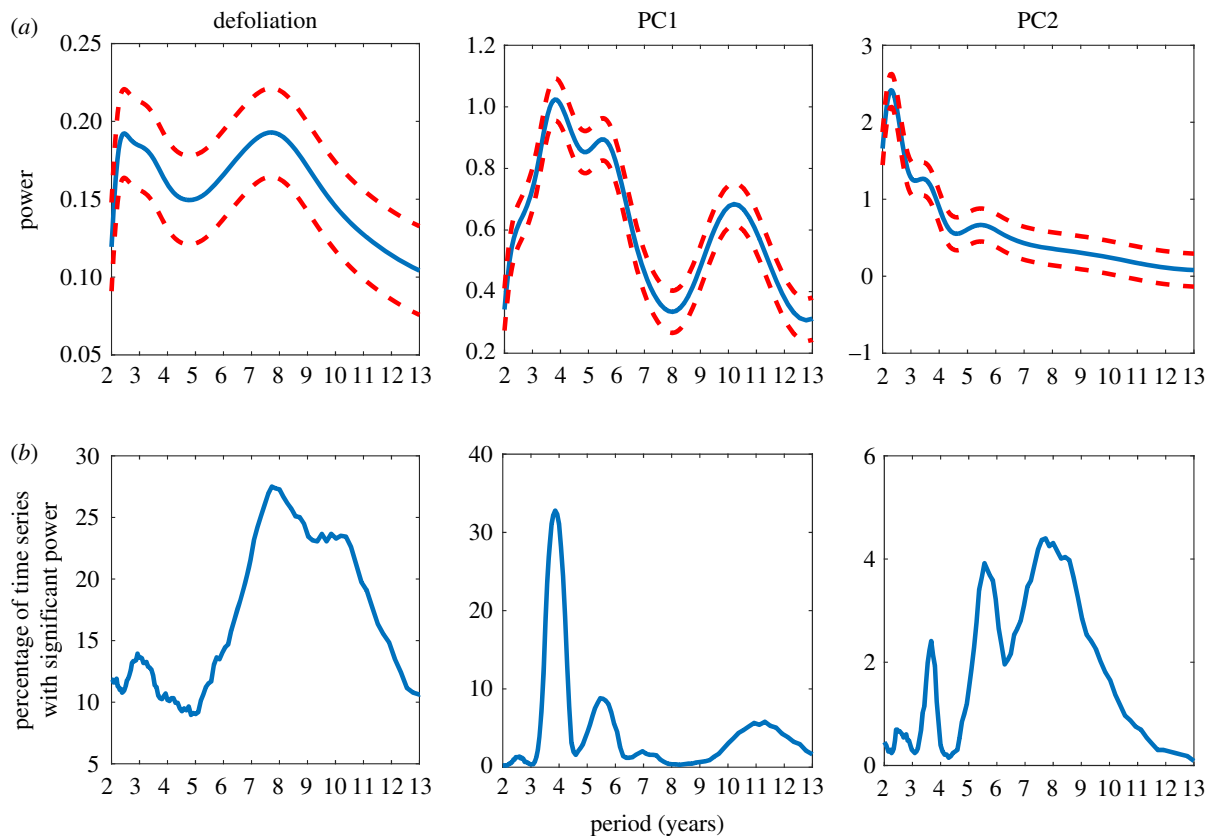 (a)
defoliation
PC1
PC2
power
0.25
0.20
0.15
0.10
0.05
2 3 4 5 6 7 8 9 10 11 12 13
1.2
1.0
0.8
0.6
0.4
0.2
2 3 4 5 6 7 8 9 10 11 12 13
3
2
1
0
−1
2 3 4 5 6 7 8 9 10 11 12 13
(b)
percentage of time series
with significant power
30
25
20
15
10
5
2 3 4 5 6 7 8 9 10 11 12 13
40
30
20
10
0
2 3 4 5 6 7 8 9 10 11 12 13
6
4
2
0
2 3 4 5 6 7 8 9 10 11 12 13
period (years)